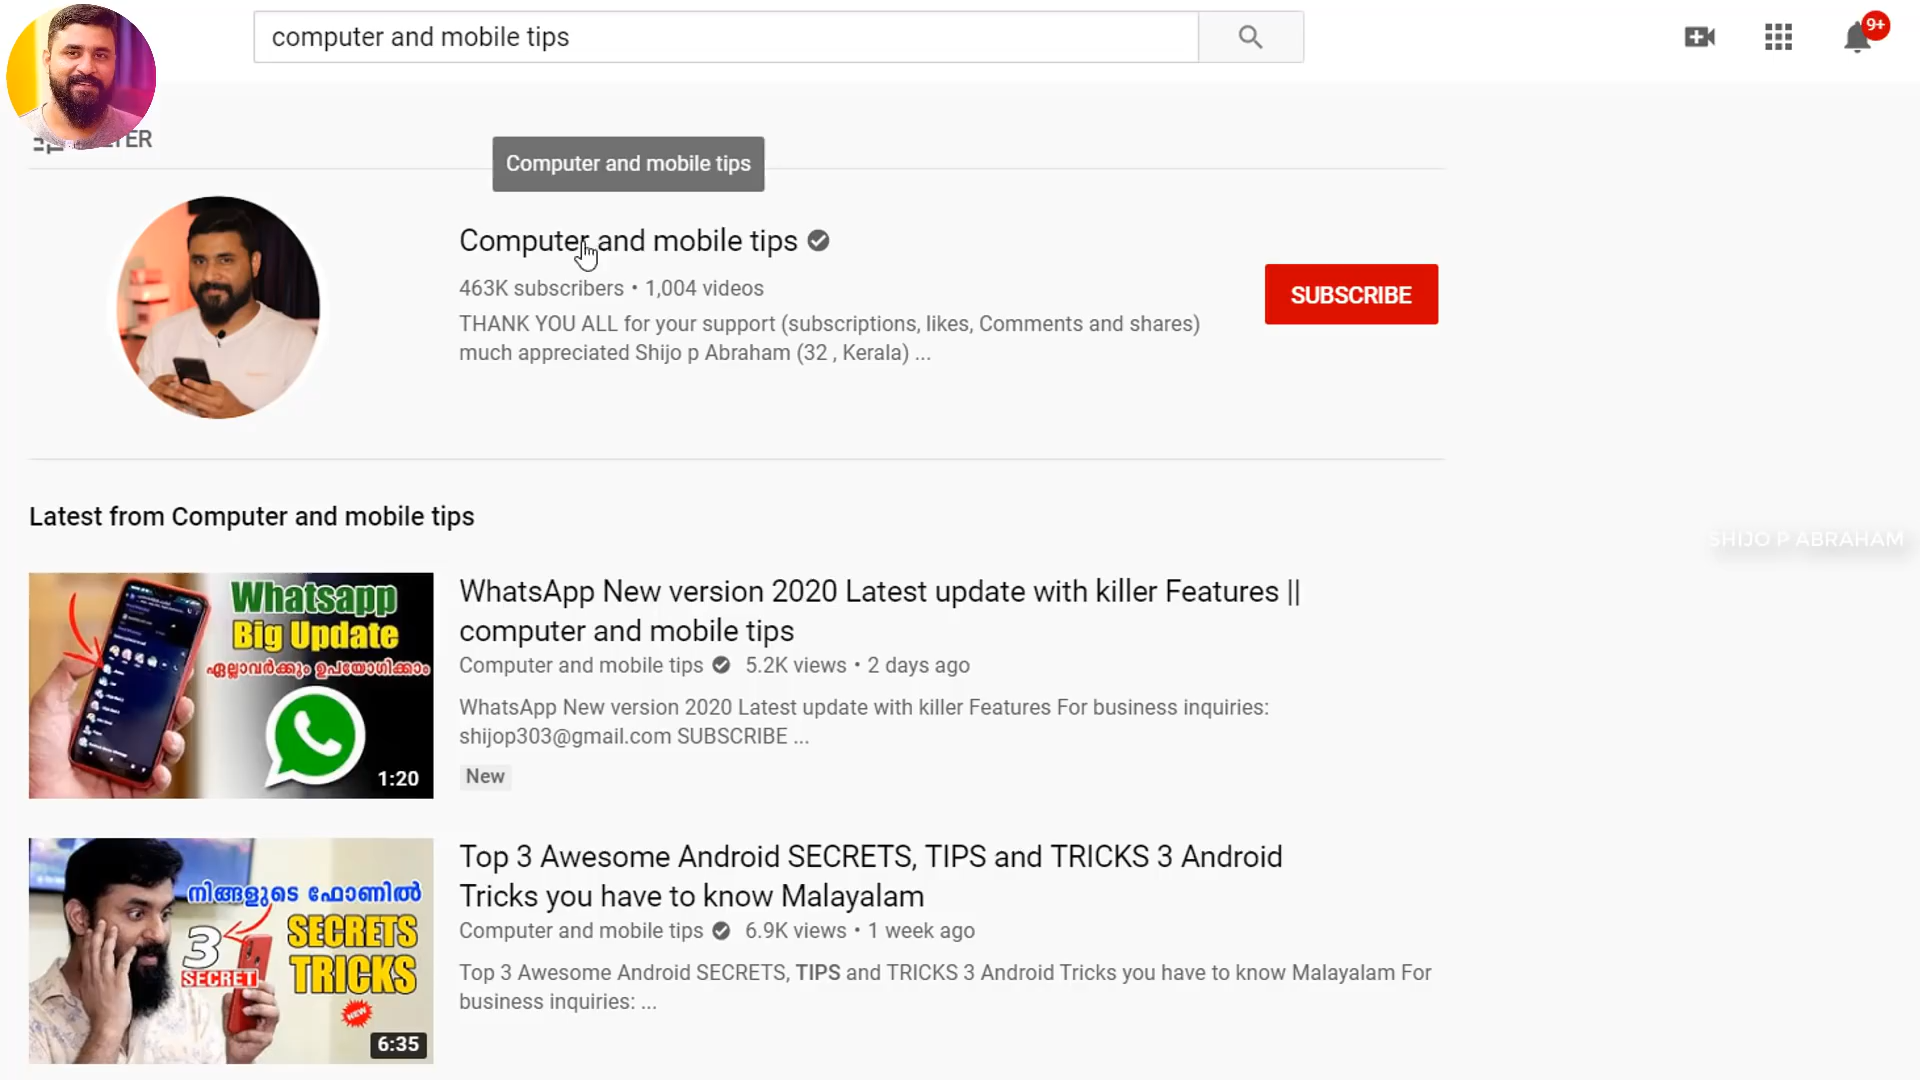 computer and mobile tips
9+
TER
Computer and mobile tips
Computer and mobile tips
463K subscribers • 1,004 videos
SUBSCRIBE
THANK YOU ALL for your support (subscriptions, likes, Comments and shares)
much appreciated Shijo p Abraham (32 , Kerala) ...
Latest from Computer and mobile tips
SHIJO P ABRAHAM
Whatsapp
Big Update
എല്ലാവർക്കും ഉപയോഗിക്കാം
1:20
WhatsApp New version 2020 Latest update with killer Features ||
computer and mobile tips
Computer and mobile tips 5.2K views • 2 days ago
WhatsApp New version 2020 Latest update with killer Features For business inquiries:
shijop303@gmail.com SUBSCRIBE ...
New
നിങ്ങളുടെ ഫോണിൽ
3 SECRETS
SECRET TRICKS
NEW
6:35
Top 3 Awesome Android SECRETS, TIPS and TRICKS 3 Android
Tricks you have to know Malayalam
Computer and mobile tips 6.9K views • 1 week ago
Top 3 Awesome Android SECRETS, TIPS and TRICKS 3 Android Tricks you have to know Malayalam For
business inquiries: ...